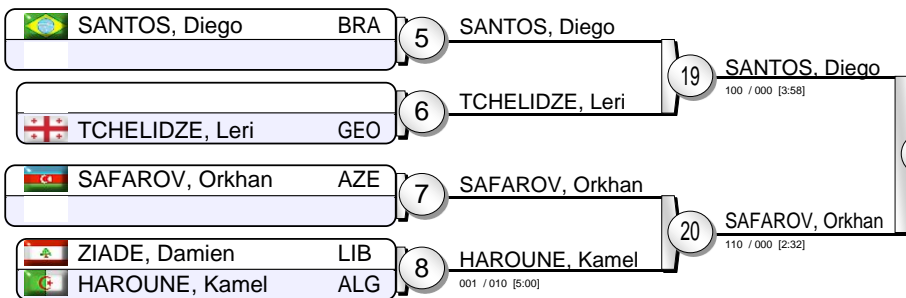 SANTOS, Diego BRA
5
SANTOS, Diego
19
SANTOS, Diego
100 / 000 [3:58]
6
TCHELIDZE, Leri
TCHELIDZE, Leri GEO
SAFAROV, Orkhan AZE
7
SAFAROV, Orkhan
20
SAFAROV, Orkhan
110 / 000 [2:32]
ZIADE, Damien LIB
8
HAROUNE, Kamel
001 / 010 [5:00]
HAROUNE, Kamel ALG